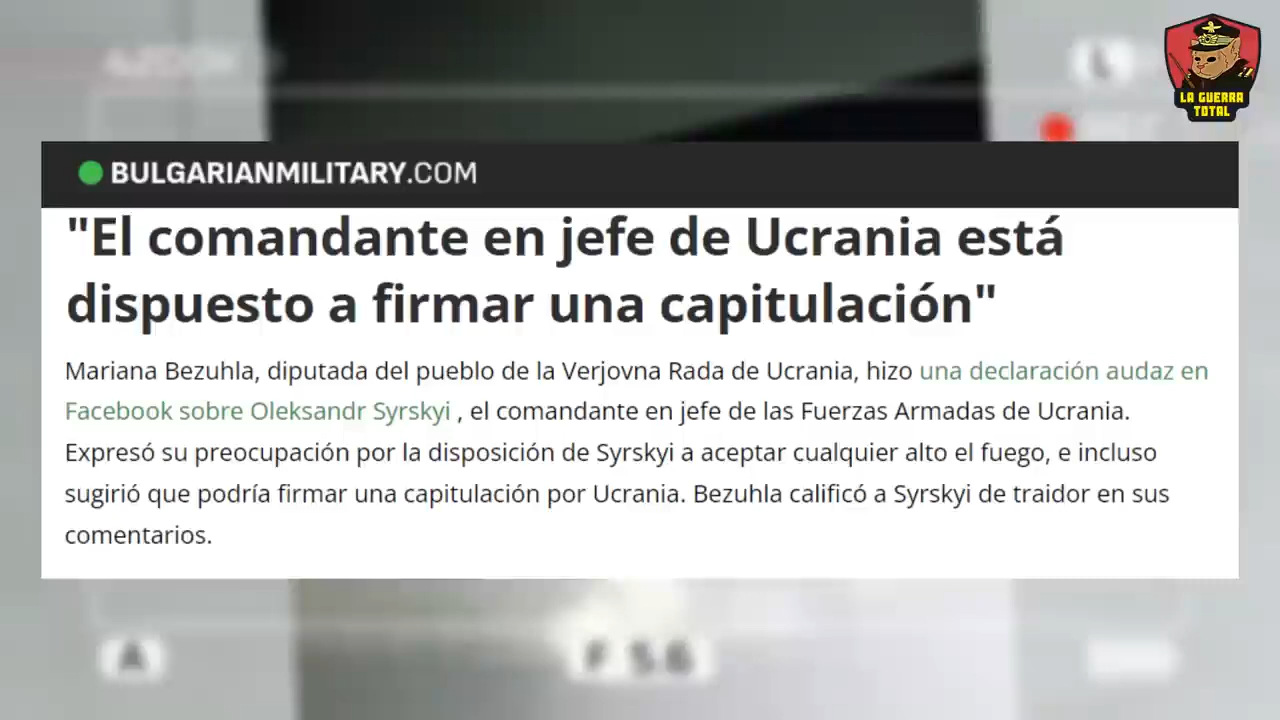 LA GUERRA
TOTAL
BULGARIANMILITARY.COM
"El comandante en jefe de Ucrania está
dispuesto a firmar una capitulación"
Mariana Bezuhla, diputada del pueblo de la Verjovna Rada de Ucrania, hizo una declaración audaz en
Facebook sobre Oleksandr Syrskyi , el comandante en jefe de las Fuerzas Armadas de Ucrania.
Expresó su preocupación por la disposición de Syrskyi a aceptar cualquier alto el fuego, e incluso
sugirió que podría firmar una capitulación por Ucrania. Bezuhla calificó a Syrskyi de traidor en sus
comentarios.
A
F 5.6